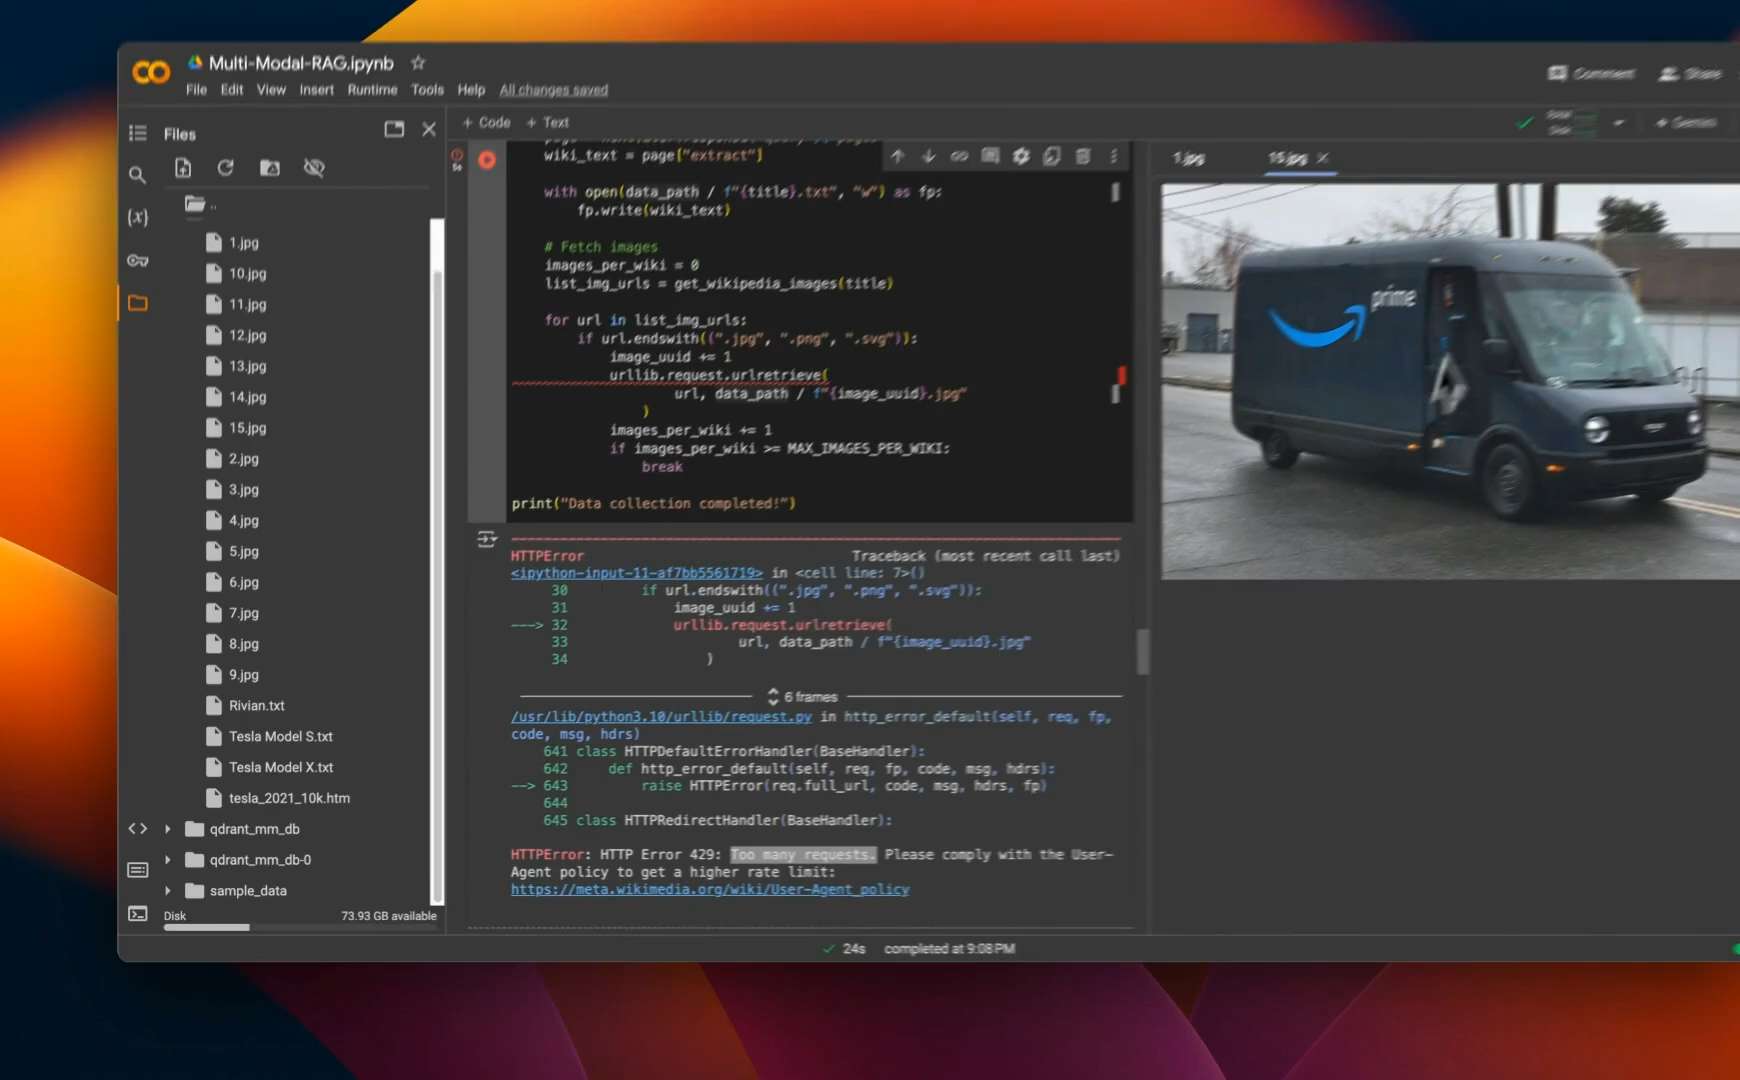 Multi-Modal-RAG.ipynb
File Edit View Insert Runtime Tools Help All changes saved
Comment Share
Files
+ Code + Text
Gemini
..
1.jpg
10.jpg
11.jpg
12.jpg
13.jpg
14.jpg
15.jpg
2.jpg
3.jpg
4.jpg
5.jpg
6.jpg
7.jpg
8.jpg
9.jpg
Rivian.txt
Tesla Model S.txt
Tesla Model X.txt
tesla_2021_10k.htm
qdrant_mm_db
qdrant_mm_db-0
sample_data
Disk 73.93 GB available
wiki_text = page["extract"]
with open(data_path / f"{title}.txt", "w") as fp:
fp.write(wiki_text)
# Fetch images
images_per_wiki = 0
list_img_urls = get_wikipedia_images(title)
for url in list_img_urls:
if url.endswith((".jpg", ".png", ".svg")):
image_uuid += 1
urllib.request.urlretrieve(
url, data_path / f"{image_uuid}.jpg"
)
images_per_wiki += 1
if images_per_wiki >= MAX_IMAGES_PER_WIKI:
break
print("Data collection completed!")
HTTPError Traceback (most recent call last)
<ipython-input-11-af7bb5561719> in <cell line: 7>()
30 if url.endswith((".jpg", ".png", ".svg")):
31 image_uuid += 1
---> 32 urllib.request.urlretrieve(
33 url, data_path / f"{image_uuid}.jpg"
34 )
6 frames
/usr/lib/python3.10/urllib/request.py in http_error_default(self, req, fp,
code, msg, hdrs)
641 class HTTPDefaultErrorHandler(BaseHandler):
642 def http_error_default(self, req, fp, code, msg, hdrs):
--> 643 raise HTTPError(req.full_url, code, msg, hdrs, fp)
644
645 class HTTPRedirectHandler(BaseHandler):
HTTPError: HTTP Error 429: Too many requests. Please comply with the User-
Agent policy to get a higher rate limit:
https://meta.wikimedia.org/wiki/User-Agent_policy
24s completed at 9:08 PM
1.jpg 15.jpg
prime